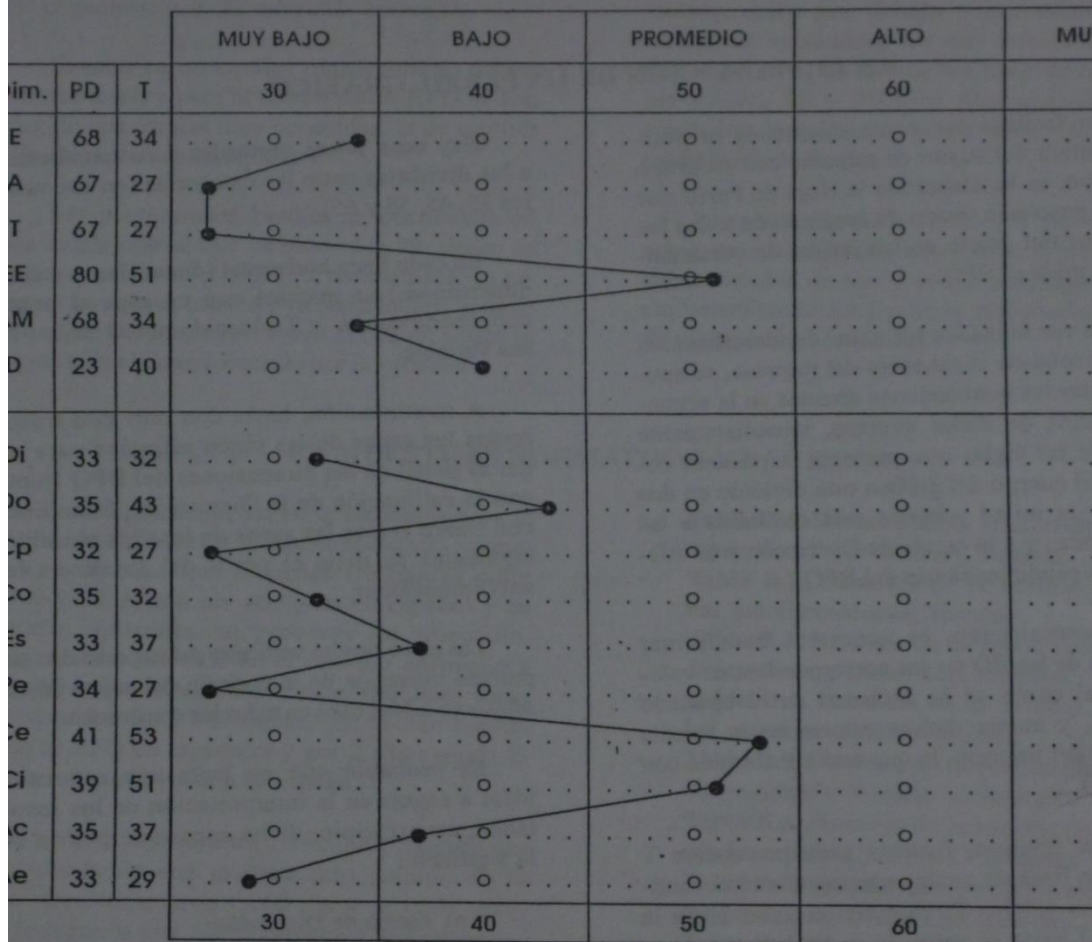 MUY BAJO BAJO PROMEDIO ALTO MU
im. PD T 30 40 50 60
E 68 34
A 67 27
T 67 27
EE 80 51
AM 68 34
D 23 40
Di 33 32
Do 35 43
Cp 32 27
Co 35 32
Es 33 37
Pe 34 27
Ce 41 53
Ci 39 51
Ac 35 37
Ae 33 29
30 40 50 60